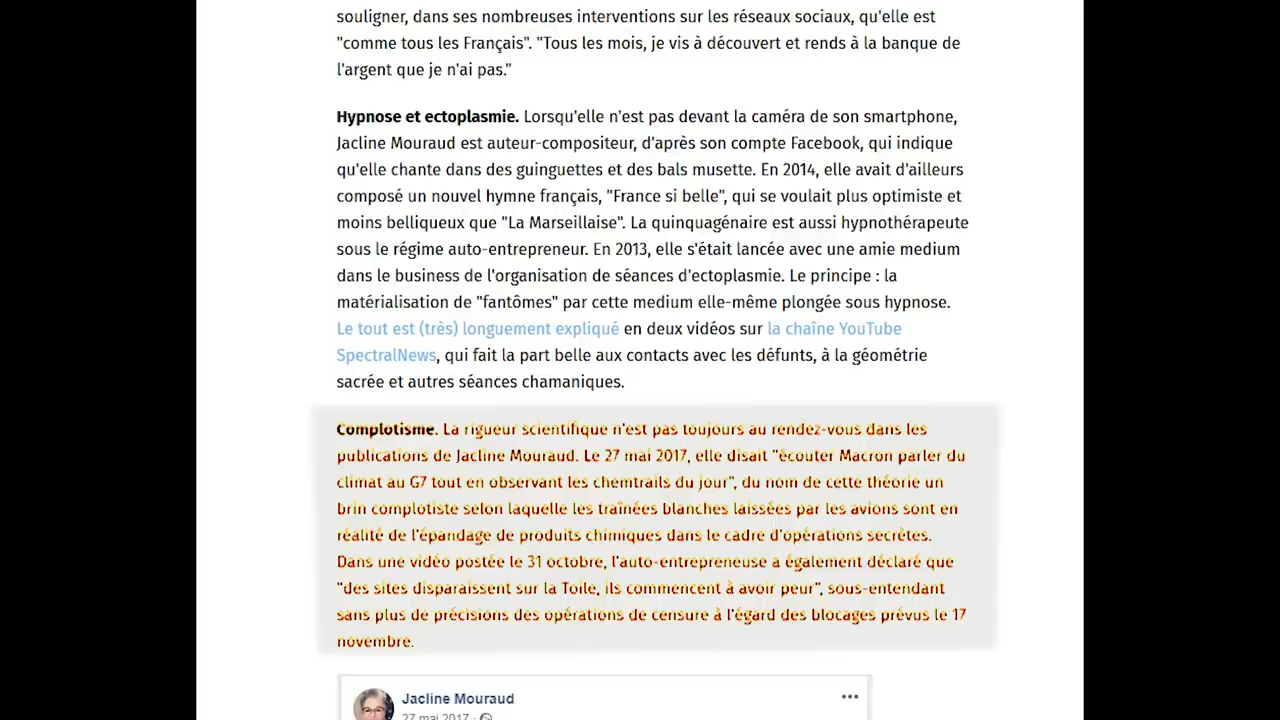 souligner, dans ses nombreuses interventions sur les réseaux sociaux, qu'elle est
"comme tous les Français". "Tous les mois, je vis à découvert et rends à la banque de
l'argent que je n'ai pas."
Hypnose et ectoplasmie. Lorsqu'elle n'est pas devant la caméra de son smartphone,
Jacline Mouraud est auteur-compositeur, d'après son compte Facebook, qui indique
qu'elle chante dans des guinguettes et des bals musette. En 2014, elle avait d'ailleurs
composé un nouvel hymne français, "France si belle", qui se voulait plus optimiste et
moins belliqueux que "La Marseillaise". La quinquagénaire est aussi hypnothérapeute
sous le régime auto-entrepreneur. En 2013, elle s'était lancée avec une amie medium
dans le business de l'organisation de séances d'ectoplasmie. Le principe : la
matérialisation de "fantômes" par cette medium elle-même plongée sous hypnose.
Le tout est (très) longuement expliqué en deux vidéos sur la chaîne YouTube
SpectralNews, qui fait la part belle aux contacts avec les défunts, à la géométrie
sacrée et autres séances chamaniques.
Complotisme. La rigueur scientifique n'est pas toujours au rendez-vous dans les
publications de Jacline Mouraud. Le 27 mai 2017, elle disait "écouter Macron parler du
climat au G7 tout en observant les chemtrails du jour", du nom de cette théorie un
brin complotiste selon laquelle les traînées blanches laissées par les avions sont en
réalité de l'épandage de produits chimiques dans le cadre d'opérations secrètes.
Dans une vidéo postée le 31 octobre, l'auto-entrepreneuse a également déclaré que
"des sites disparaissent sur la Toile, ils commencent à avoir peur", sous-entendant
sans plus de précisions des opérations de censure à l'égard des blocages prévus le 17
novembre.
Jacline Mouraud
27 mai 2017